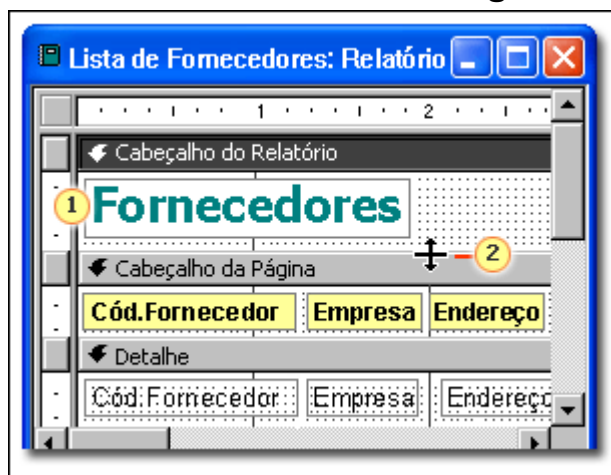 Lista de Fornecedores: Relatório
1 2
Cabeçalho do Relatório
1 Fornecedores
2
Cabeçalho da Página
Cód.Fornecedor Empresa Endereço
Detalhe
Cód.Fornecedor Empresa Endereço